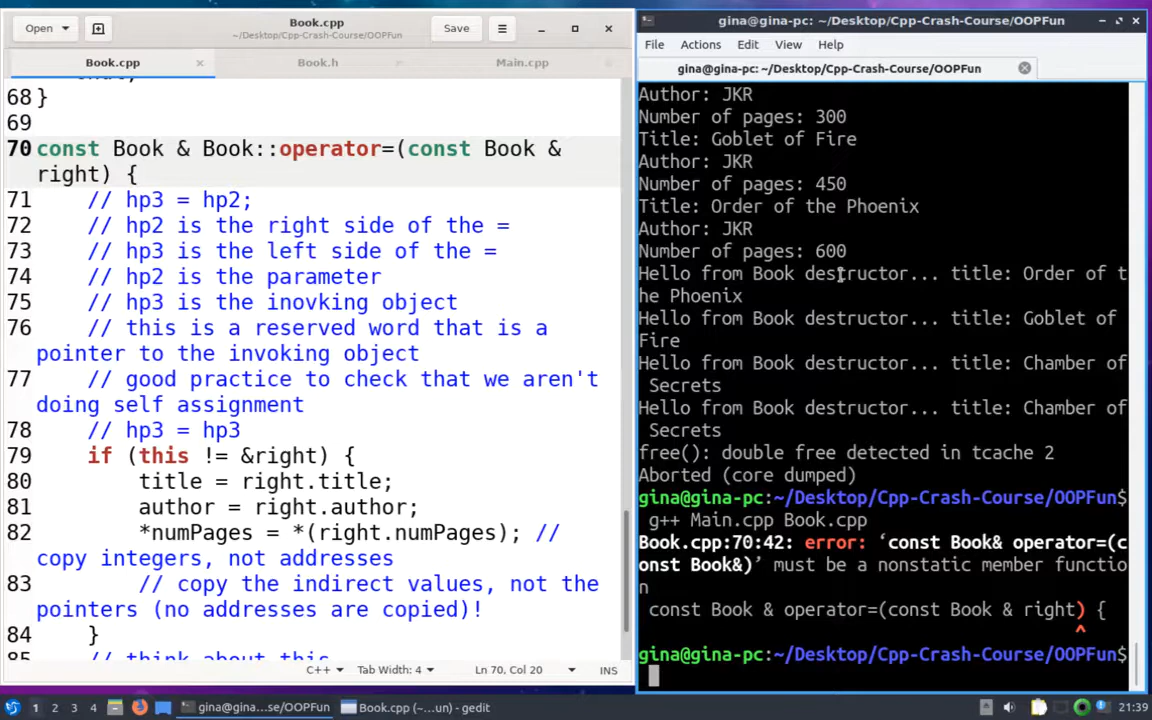 Open
Book.cpp
~/Desktop/Cpp-Crash-Course/OOPFun
Save
Book.cpp
Book.h
Main.cpp
68 }
69
70 const Book & Book::operator=(const Book &
right) {
71 // hp3 = hp2;
72 // hp2 is the right side of the =
73 // hp3 is the left side of the =
74 // hp2 is the parameter
75 // hp3 is the inovking object
76 // this is a reserved word that is a
pointer to the invoking object
77 // good practice to check that we aren't
doing self assignment
78 // hp3 = hp3
79 if (this != &right) {
80 title = right.title;
81 author = right.author;
82 *numPages = *(right.numPages); //
copy integers, not addresses
83 // copy the indirect values, not the
pointers (no addresses are copied)!
84 }
85 // think about this
C++
Tab Width: 4
Ln 70, Col 20
INS
gina@gina-pc: ~/Desktop/Cpp-Crash-Course/OOPFun
File Actions Edit View Help
gina@gina-pc: ~/Desktop/Cpp-Crash-Course/OOPFun
Author: JKR
Number of pages: 300
Title: Goblet of Fire
Author: JKR
Number of pages: 450
Title: Order of the Phoenix
Author: JKR
Number of pages: 600
Hello from Book destructor... title: Order of t
he Phoenix
Hello from Book destructor... title: Goblet of
Fire
Hello from Book destructor... title: Chamber of
Secrets
Hello from Book destructor... title: Chamber of
Secrets
free(): double free detected in tcache 2
Aborted (core dumped)
gina@gina-pc:~/Desktop/Cpp-Crash-Course/OOPFun$
g++ Main.cpp Book.cpp
Book.cpp:70:42: error: ‘const Book& operator=(c
onst Book&)’ must be a nonstatic member functio
n
const Book & operator=(const Book & right) {
^
gina@gina-pc:~/Desktop/Cpp-Crash-Course/OOPFun$
1 2 3 4
gina@gina-pc: ~...se/OOPFun
Book.cpp (~...un) - gedit
21:39